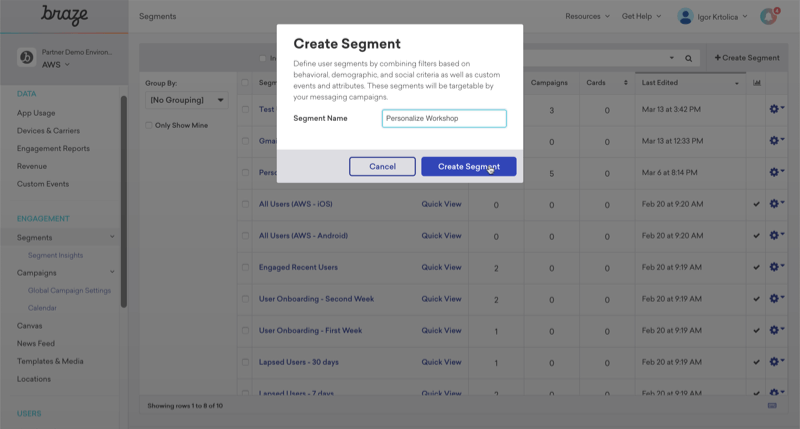 braze
Segments
Resources
Get Help
Igor Krtolica
Partner Demo Environ...
AWS
DATA
App Usage
Devices & Carriers
Engagement Reports
Revenue
Custom Events
ENGAGEMENT
Segments
Segment Insights
Campaigns
Global Campaign Settings
Calendar
Canvas
News Feed
Templates & Media
Locations
USERS
Group By:
[No Grouping]
Only Show Mine
Create Segment
Define user segments by combining filters based on
behavioral, demographic, and social criteria as well as custom
events and attributes. These segments will be targetable by
your messaging campaigns.
Segment Name
Personalize Workshop
Cancel
Create Segment
+Create Segment
Campaigns
Cards
Last Edited
Test
3
0
Mar 13 at 3:42 PM
0
0
Mar 13 at 12:33 PM
5
0
Mar 6 at 8:14 PM
All Users (AWS - iOS)
Quick View
0
0
0
Feb 20 at 9:20 AM
All Users (AWS - Android)
Quick View
0
0
0
Feb 20 at 9:20 AM
Engaged Recent Users
Quick View
2
0
0
Feb 20 at 9:19 AM
User Onboarding - Second Week
Quick View
2
0
0
Feb 20 at 9:19 AM
User Onboarding - First Week
Quick View
1
0
0
Feb 20 at 9:19 AM
Lapsed Users - 30 days
Quick View
1
0
0
Feb 20 at 9:19 AM
Lapsed Users - 7 days
Quick View
0
0
Feb 20 at 9:19 AM
Showing rows 1 to 8 of 10